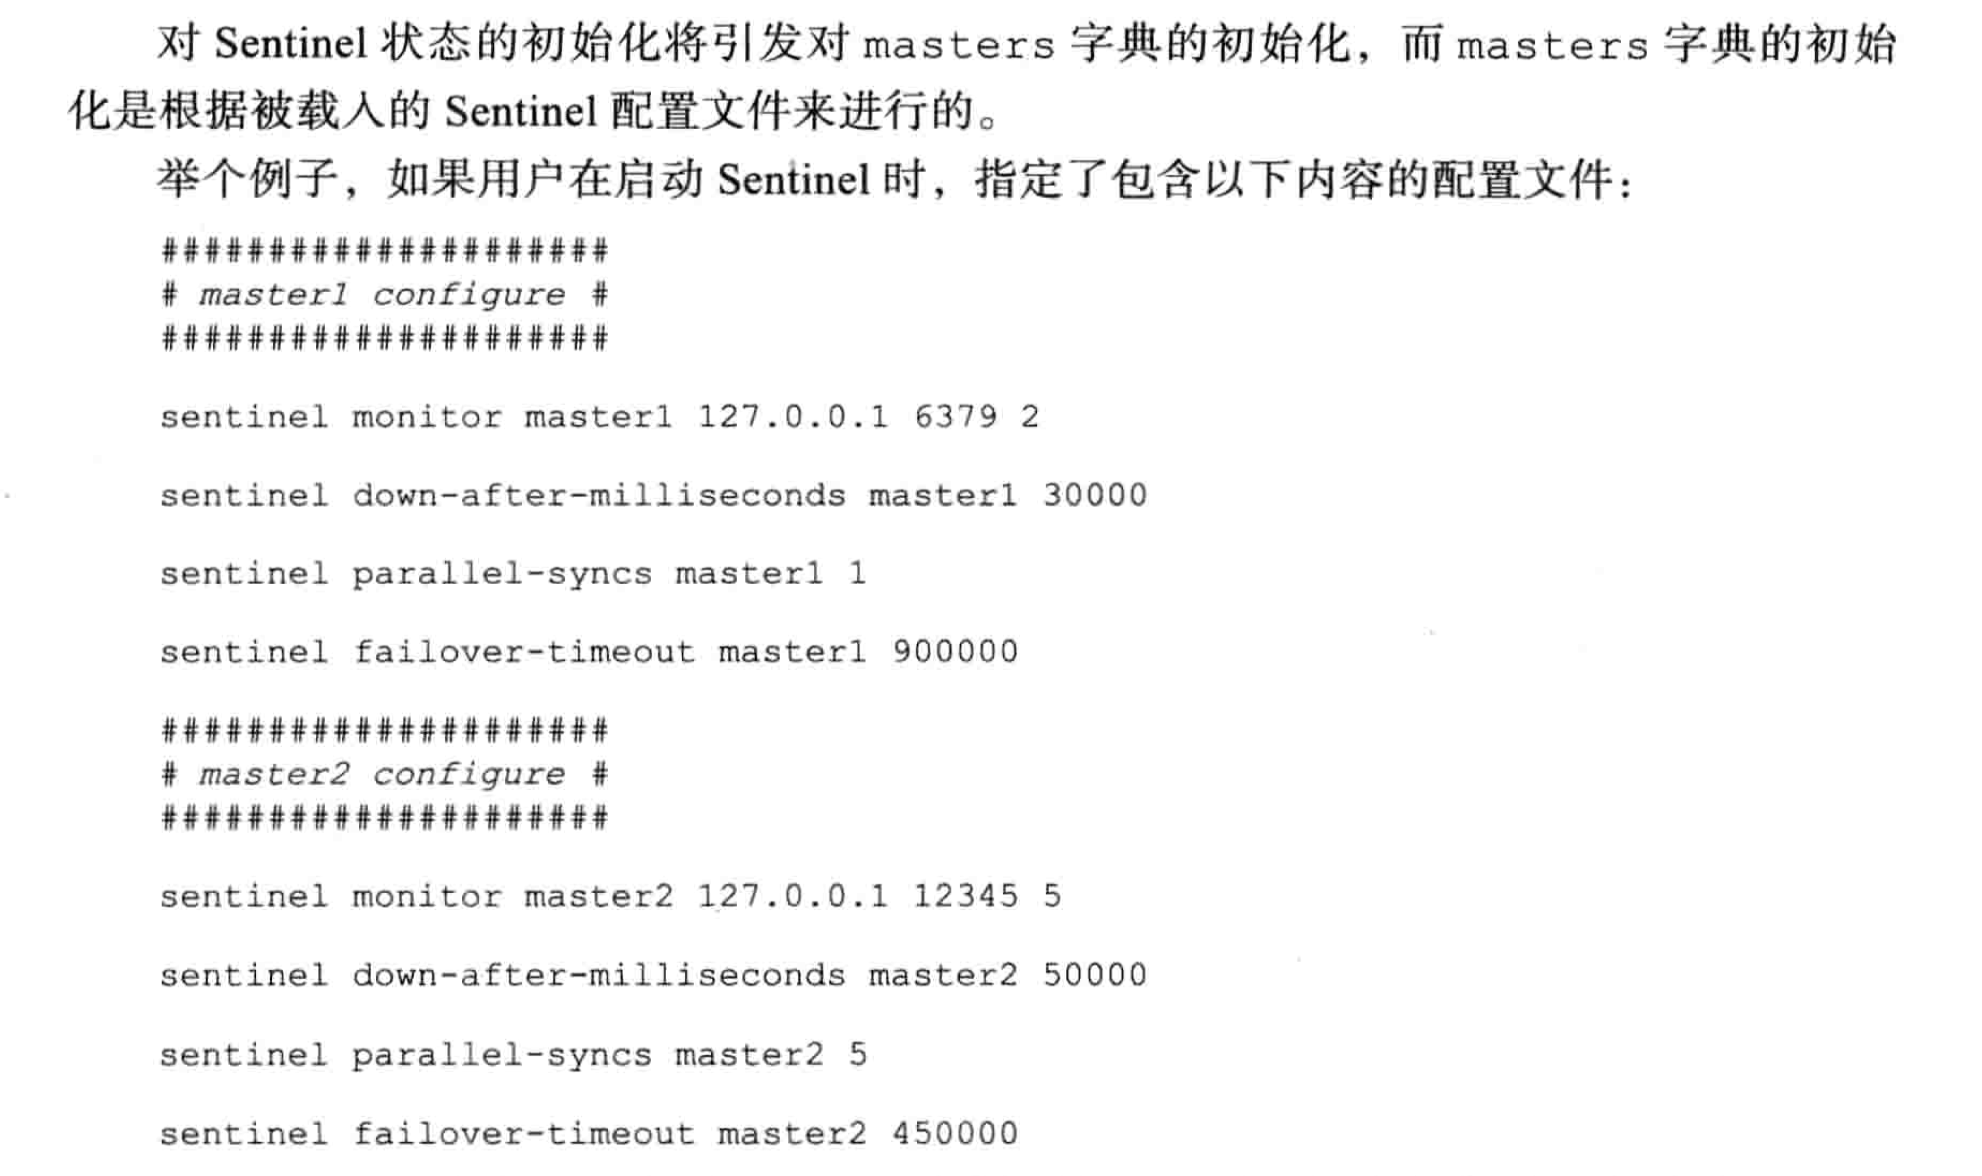 对 Sentinel 状态的初始化将引发对 masters 字典的初始化，而 masters 字典的初始
化是根据被载入的 Sentinel 配置文件来进行的。
举个例子，如果用户在启动 Sentinel 时，指定了包含以下内容的配置文件：
#####################
# master1 configure #
#####################
sentinel monitor master1 127.0.0.1 6379 2
sentinel down-after-milliseconds master1 30000
sentinel parallel-syncs master1 1
sentinel failover-timeout master1 900000
#####################
# master2 configure #
#####################
sentinel monitor master2 127.0.0.1 12345 5
sentinel down-after-milliseconds master2 50000
sentinel parallel-syncs master2 5
sentinel failover-timeout master2 450000